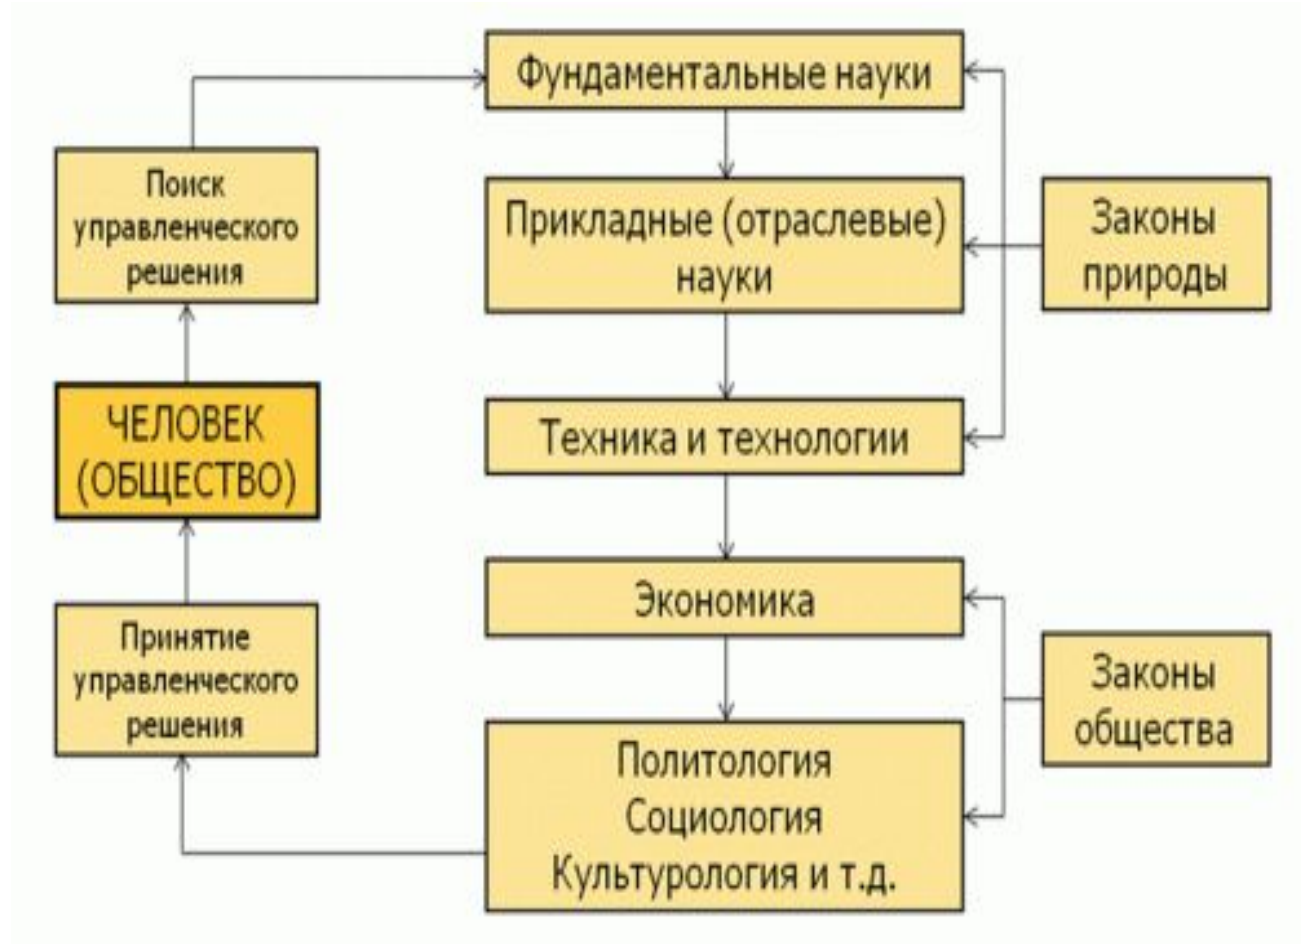 Фундаментальные науки
Поиск
управленческого
решения
Прикладные (отраслевые)
науки
Законы
природы
ЧЕЛОВЕК
(ОБЩЕСТВО)
Техника и технологии
Экономика
Принятие
управленческого
решения
Законы
общества
Политология
Социология
Культурология и т.д.